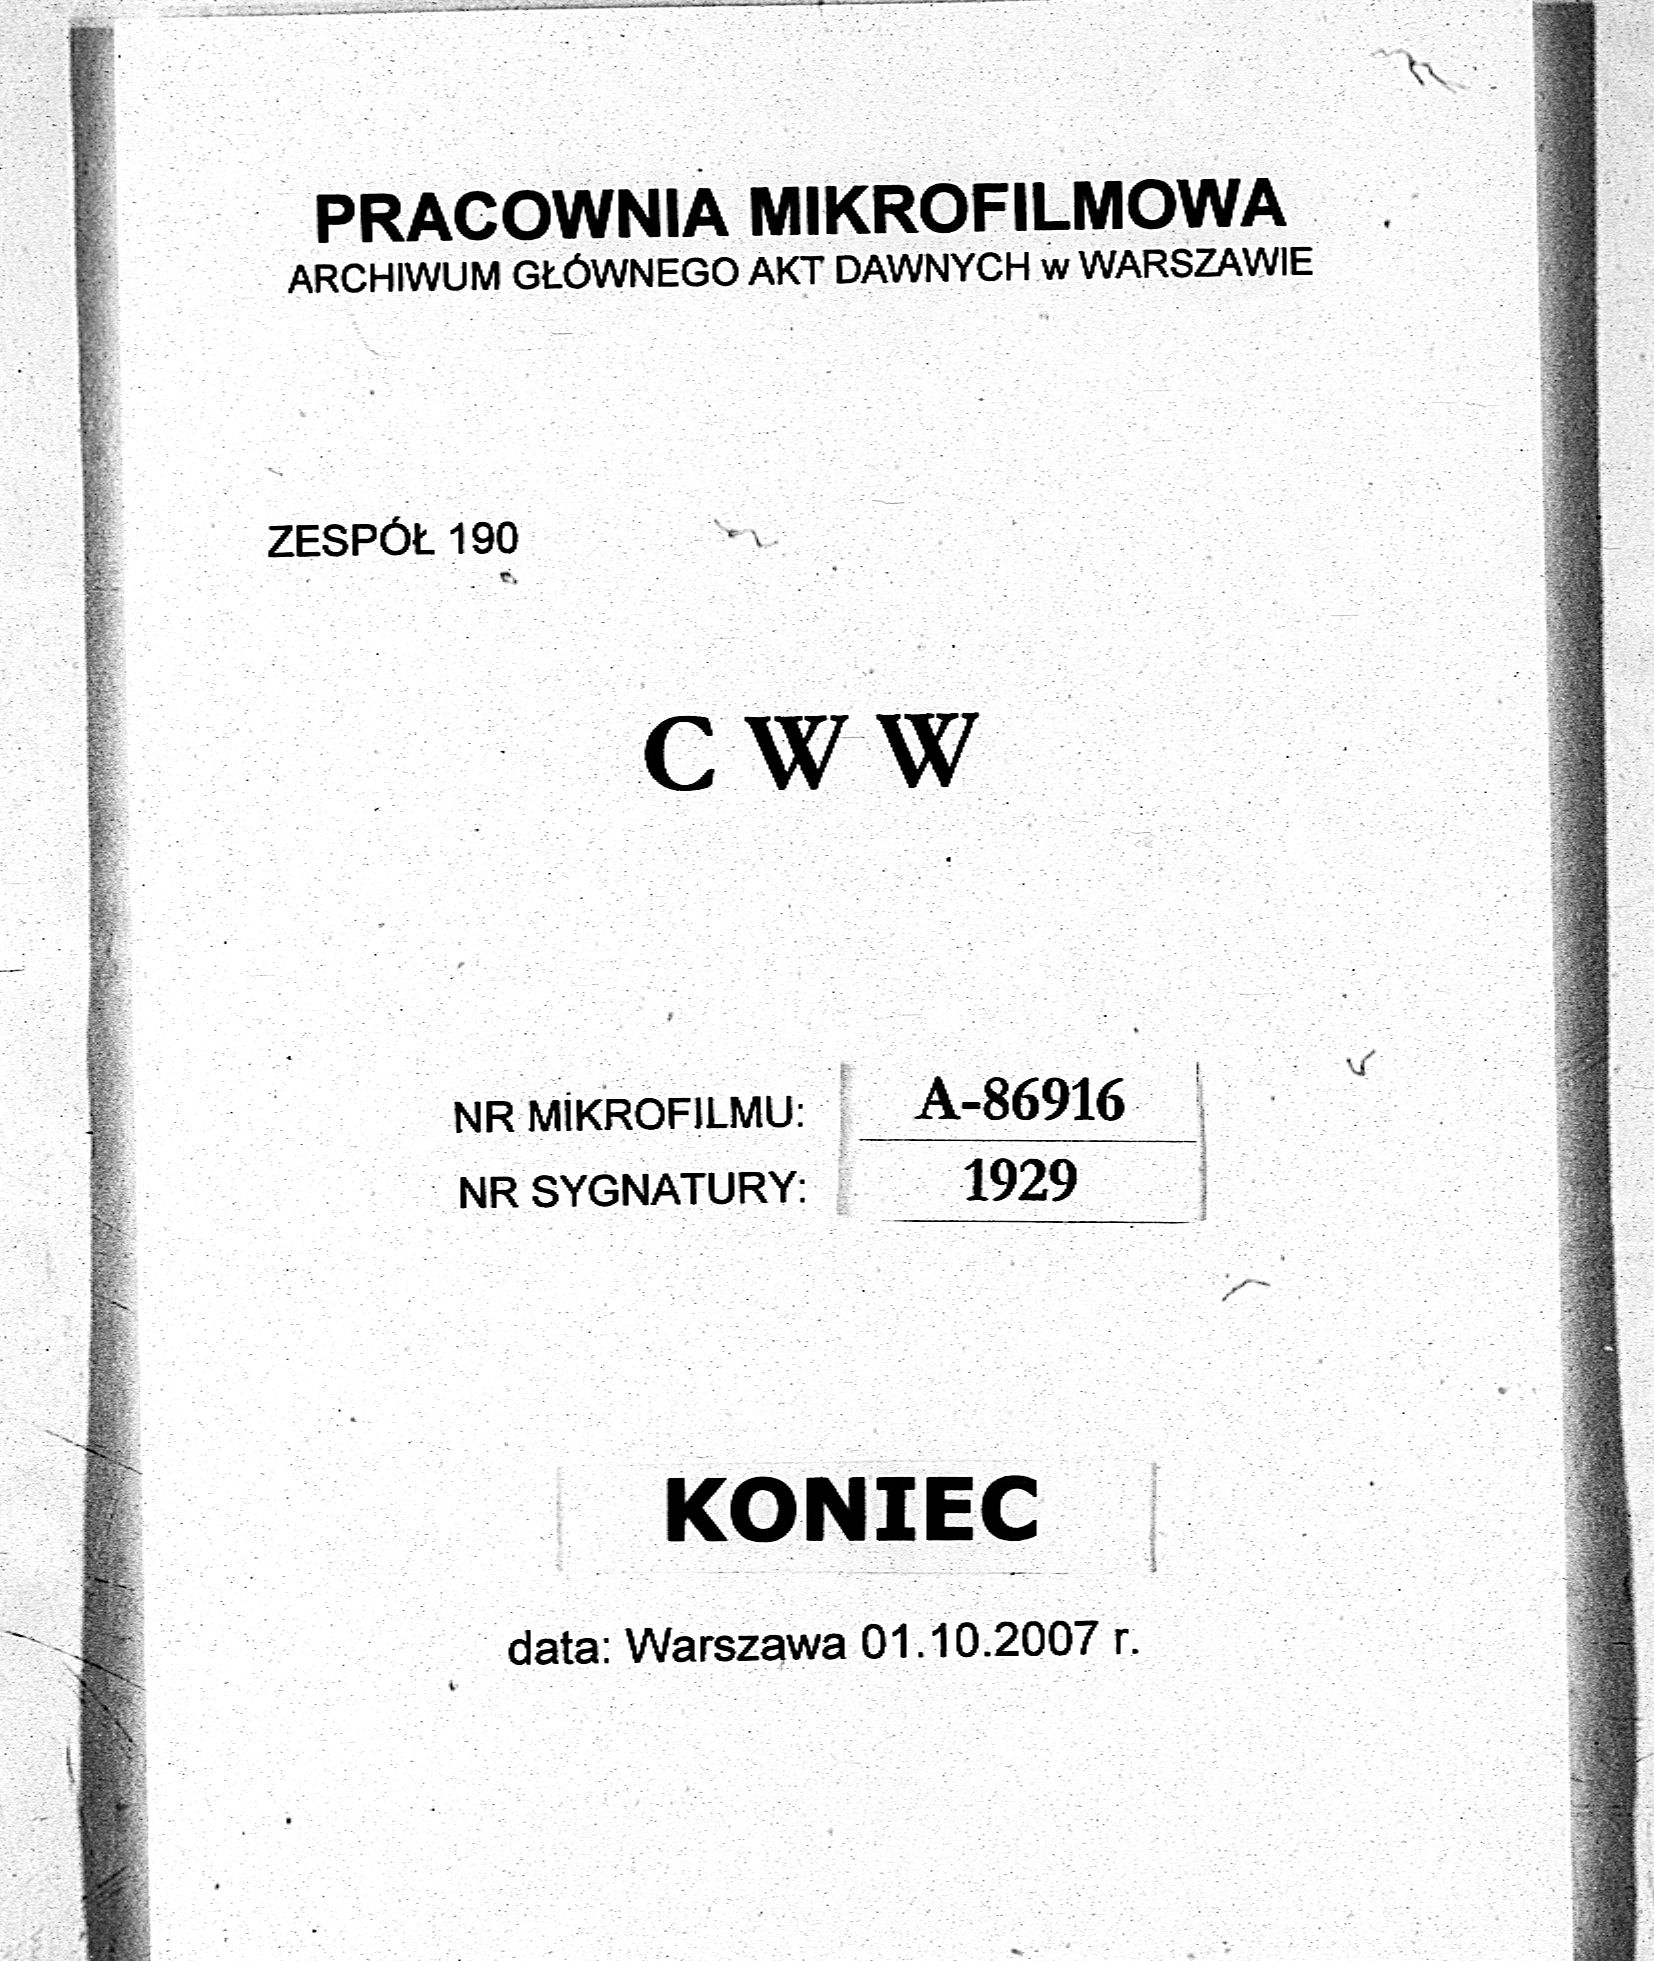 PRACOWNIA MIKROFILMOWA
ARCHIWUM GŁÓWNEGO AKT DAWNYCH w WARSZAWIE
ZESPÓŁ 190
C W W
NR MIKROFILMU: A-86916
NR SYGNATURY: 1929
KONIEC
data: Warszawa 01.10.2007 r.